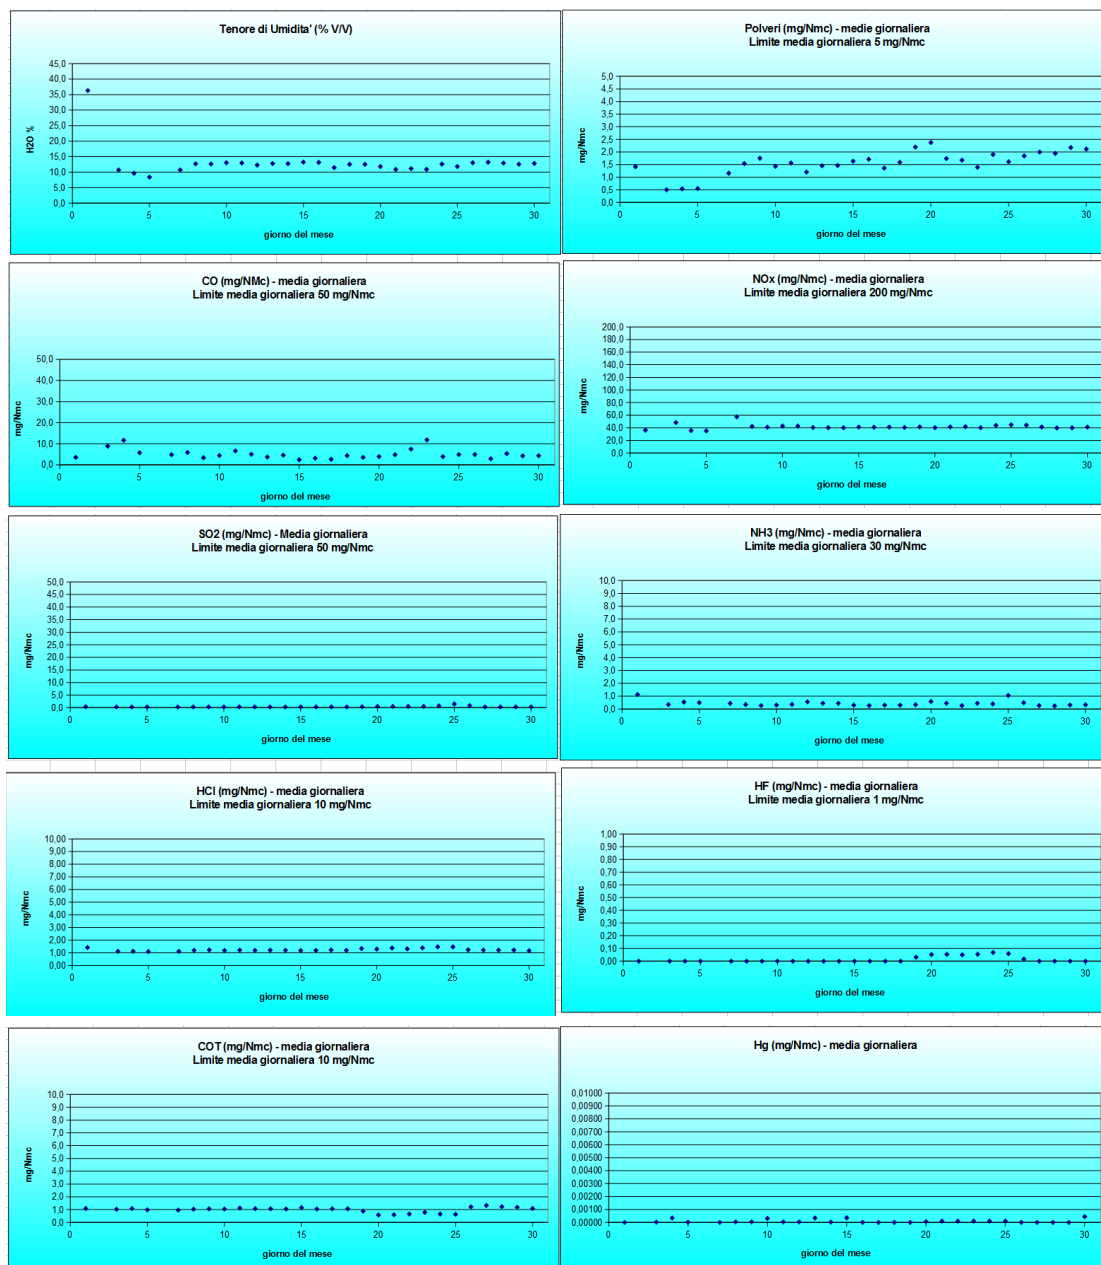 Tenore di Umidita' (% V/V)
45,0
40,0
35,0
30,0
25,0
20,0
15,0
10,0
5,0
0,0
H2O %
0 5 10 15 20 25 30
giorno del mese
Polveri (mg/Nmc) - medie giornaliera
Limite media giornaliera 5 mg/Nmc
5,0
4,5
4,0
3,5
3,0
2,5
2,0
1,5
1,0
0,5
0,0
mg/Nmc
0 5 10 15 20 25 30
giorno del mese
CO (mg/NMc) - media giornaliera
Limite media giornaliera 50 mg/Nmc
50,0
40,0
30,0
20,0
10,0
0,0
mg/Nmc
0 5 10 15 20 25 30
giorno del mese
NOx (mg/Nmc) - media giornaliera
Limite media giornaliera 200 mg/Nmc
200,0
180,0
160,0
140,0
120,0
100,0
80,0
60,0
40,0
20,0
0,0
mg/Nmc
0 5 10 15 20 25 30
giorno del mese
SO2 (mg/Nmc) - Media giornaliera
Limite media giornaliera 50 mg/Nmc
50,0
45,0
40,0
35,0
30,0
25,0
20,0
15,0
10,0
5,0
0,0
mg/Nmc
0 5 10 15 20 25 30
giorno del mese
NH3 (mg/Nmc) - media giornaliera
Limite media giornaliera 30 mg/Nmc
10,0
9,0
8,0
7,0
6,0
5,0
4,0
3,0
2,0
1,0
0,0
mg/Nmc
0 5 10 15 20 25 30
giorno del mese
HCl (mg/Nmc) - media giornaliera
Limite media giornaliera 10 mg/Nmc
10,00
9,00
8,00
7,00
6,00
5,00
4,00
3,00
2,00
1,00
0,00
mg/Nmc
0 5 10 15 20 25 30
giorno del mese
HF (mg/Nmc) - media giornaliera
Limite media giornaliera 1 mg/Nmc
1,00
0,90
0,80
0,70
0,60
0,50
0,40
0,30
0,20
0,10
0,00
mg/Nmc
0 5 10 15 20 25 30
giorno del mese
COT (mg/Nmc) - media giornaliera
Limite media giornaliera 10 mg/Nmc
10,0
9,0
8,0
7,0
6,0
5,0
4,0
3,0
2,0
1,0
0,0
mg/Nmc
0 5 10 15 20 25 30
giorno del mese
Hg (mg/Nmc) - media giornaliera
0,01000
0,00900
0,00800
0,00700
0,00600
0,00500
0,00400
0,00300
0,00200
0,00100
0,00000
mg/Nmc
0 5 10 15 20 25 30
giorno del mese